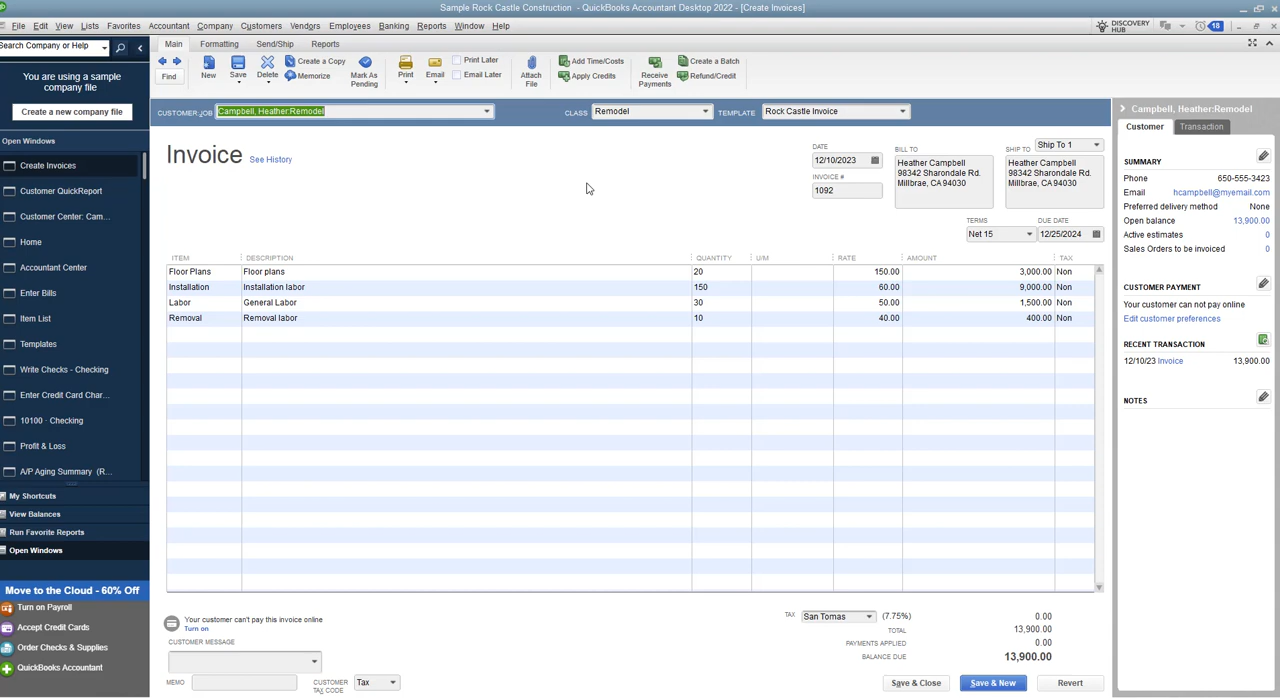 Sample Rock Castle Construction - QuickBooks Accountant Desktop 2022 - [Create Invoices]
File Edit View Lists Favorites Accountant Company Customers Vendors Employees Banking Reports Window Help
DISCOVERY HUB 18
Search Company or Help
Main Formatting Send/Ship Reports
Find New Save Delete Create a Copy Memorize Mark As Pending Print Email Print Later Email Later Attach File Add Time/Costs Apply Credits Receive Payments Create a Batch Refund/Credit
You are using a sample company file
Create a new company file
Open Windows
Create Invoices
Customer QuickReport
Customer Center: Cam...
Home
Accountant Center
Enter Bills
Item List
Templates
Write Checks - Checking
Enter Credit Card Char...
10100 · Checking
Profit & Loss
A/P Aging Summary (R...
My Shortcuts
View Balances
Run Favorite Reports
Open Windows
Move to the Cloud - 60% Off
Turn on Payroll
Accept Credit Cards
Order Checks & Supplies
QuickBooks Accountant
CUSTOMER:JOB Campbell, Heather:Remodel CLASS Remodel TEMPLATE Rock Castle Invoice
Invoice See History
DATE
12/10/2023
INVOICE #
1092
BILL TO
Heather Campbell
98342 Sharondale Rd.
Millbrae, CA 94030
SHIP TO Ship To 1
Heather Campbell
98342 Sharondale Rd.
Millbrae, CA 94030
TERMS DUE DATE
Net 15 12/25/2024
ITEM DESCRIPTION QUANTITY U/M RATE AMOUNT TAX
Floor Plans Floor plans 20 150.00 3,000.00 Non
Installation Installation labor 150 60.00 9,000.00 Non
Labor General Labor 30 50.00 1,500.00 Non
Removal Removal labor 10 40.00 400.00 Non
Your customer can't pay this invoice online
Turn on
CUSTOMER MESSAGE
MEMO CUSTOMER TAX CODE Tax
TAX San Tomas (7.75%) 0.00
TOTAL 13,900.00
PAYMENTS APPLIED 0.00
BALANCE DUE 13,900.00
Save & Close Save & New Revert
Campbell, Heather:Remodel
Customer Transaction
SUMMARY
Phone 650-555-3423
Email hcampbell@myemail.com
Preferred delivery method None
Open balance 13,900.00
Active estimates 0
Sales Orders to be invoiced 0
CUSTOMER PAYMENT
Your customer can not pay online
Edit customer preferences
RECENT TRANSACTION
12/10/23 Invoice 13,900.00
NOTES